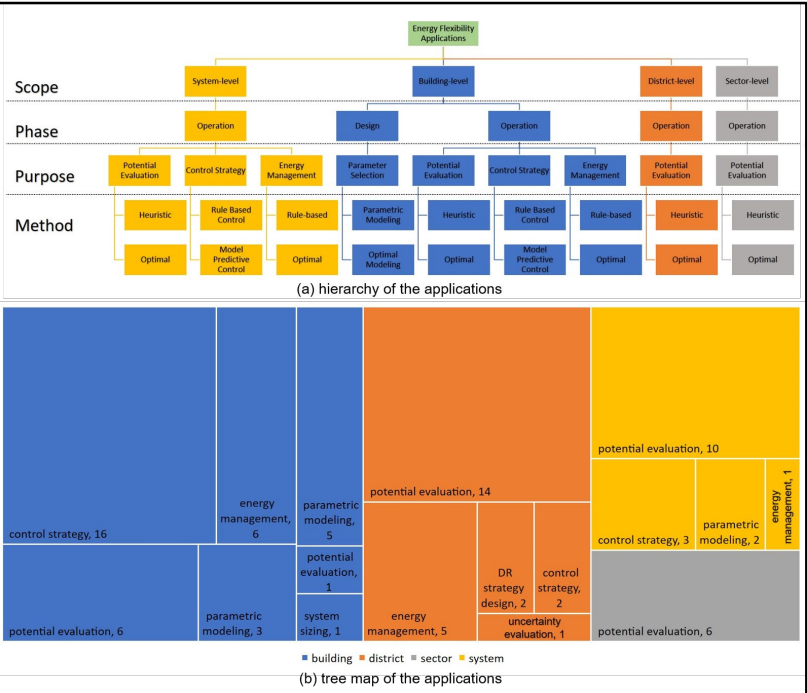 Energy Flexibility
Applications
Scope
System-level
Building-level
District-level
Sector-level
Phase
Operation
Design
Operation
Operation
Operation
Purpose
Potential
Evaluation
Control Strategy
Energy
Management
Parameter
Selection
Potential
Evaluation
Control Strategy
Energy
Management
Potential
Evaluation
Potential
Evaluation
Method
Heuristic
Rule Based
Control
Rule-based
Parametric
Modeling
Heuristic
Rule Based
Control
Rule-based
Heuristic
Heuristic
Optimal
Model
Predictive
Control
Optimal
Optimal
Modeling
Optimal
Model
Predictive
Control
Optimal
Optimal
Optimal
(a) hierarchy of the applications
control strategy, 16
energy
management,
6
parametric
modeling,
5
potential
evaluation,
1
system
sizing, 1
potential evaluation, 6
parametric
modeling, 3
potential evaluation, 14
energy
management, 5
DR
strategy
design, 2
control
strategy,
2
uncertainty
evaluation, 1
potential evaluation, 10
control strategy, 3
parametric
modeling, 2
energy
management, 1
potential evaluation, 6
building district sector system
(b) tree map of the applications